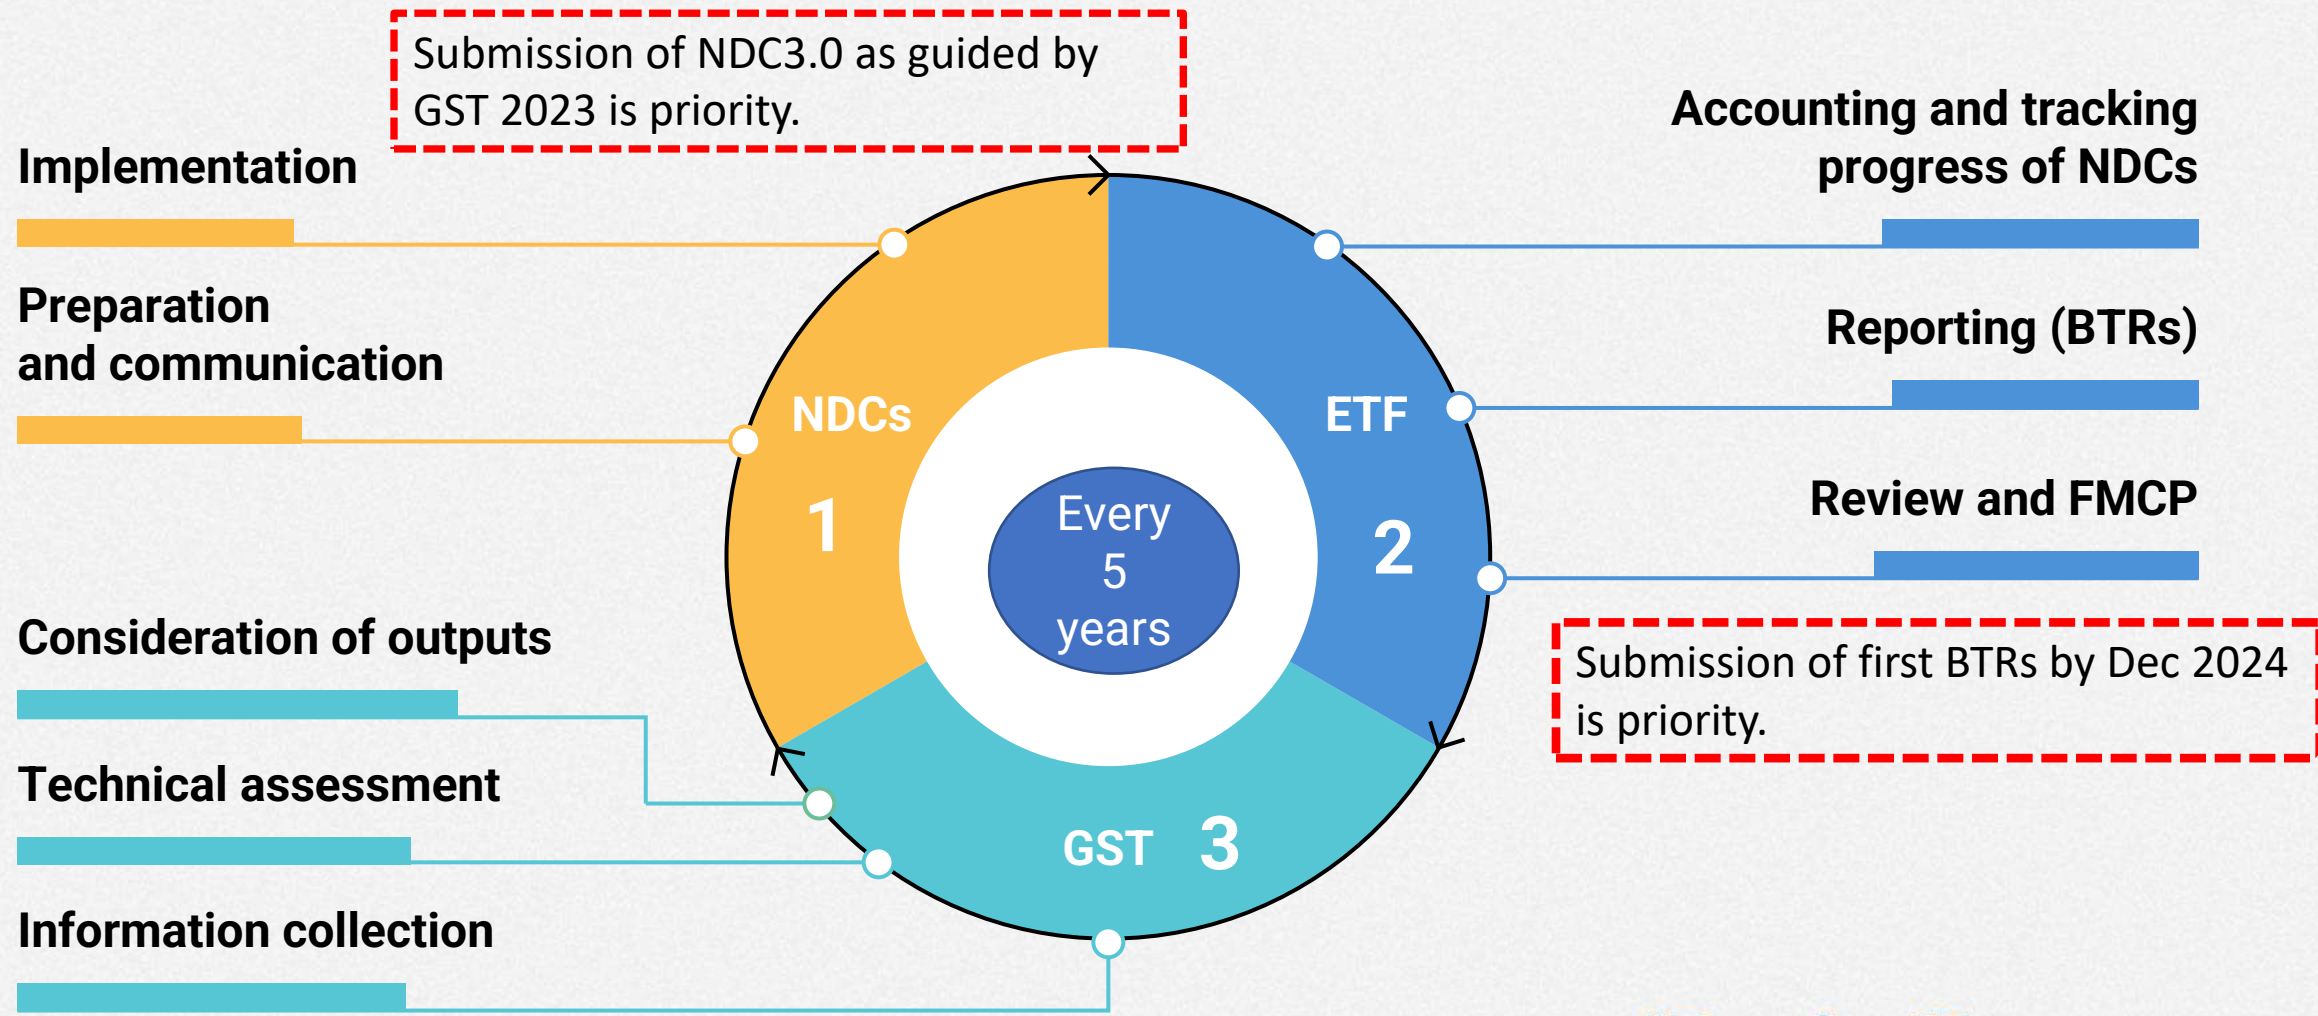 Submission of NDC3.0 as guided by
GST 2023 is priority.
Implementation
Preparation
and communication
Consideration of outputs
Technical assessment
Information collection
NDCs
1
ETF
2
GST 3
Every
5
years
Accounting and tracking
progress of NDCs
Reporting (BTRs)
Review and FMCP
Submission of first BTRs by Dec 2024
is priority.